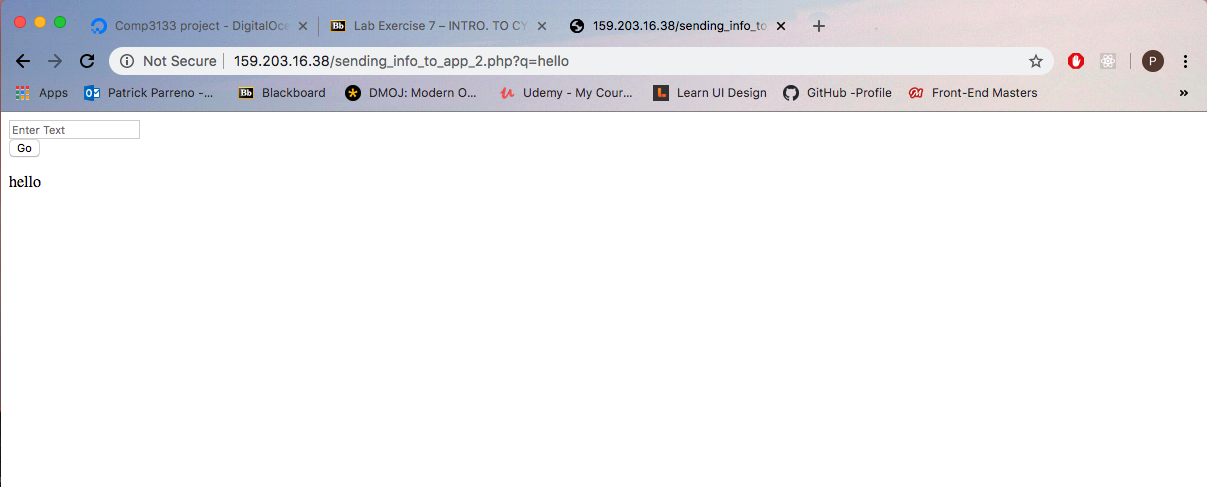 Comp3133 project - DigitalOce
Bb Lab Exercise 7 – INTRO. TO CY
159.203.16.38/sending_info_to
Not Secure 159.203.16.38/sending_info_to_app_2.php?q=hello
P
Apps Patrick Parreno -... Bb Blackboard DMOJ: Modern O... Udemy - My Cour... Learn UI Design GitHub -Profile Front-End Masters »
Enter Text
Go
hello